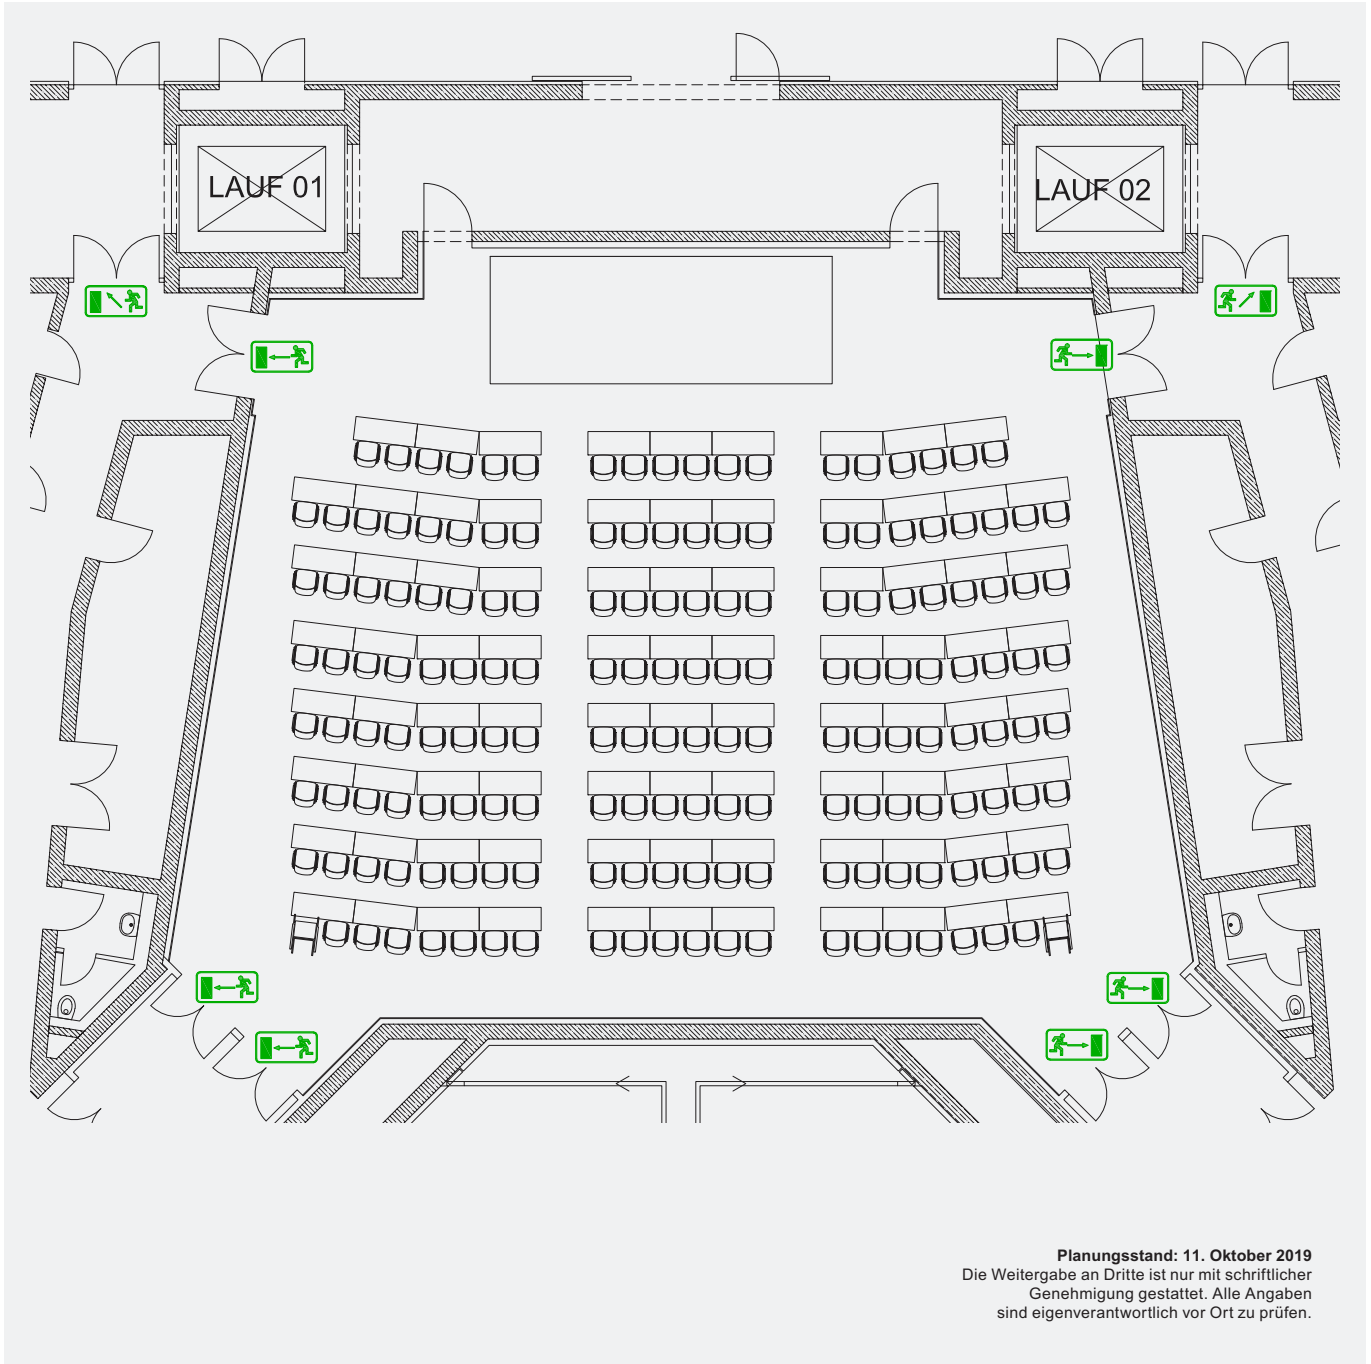 LAUF 01
LAUF 02
Planungsstand: 11. Oktober 2019
Die Weitergabe an Dritte ist nur mit schriftlicher
Genehmigung gestattet. Alle Angaben
sind eigenverantwortlich vor Ort zu prüfen.